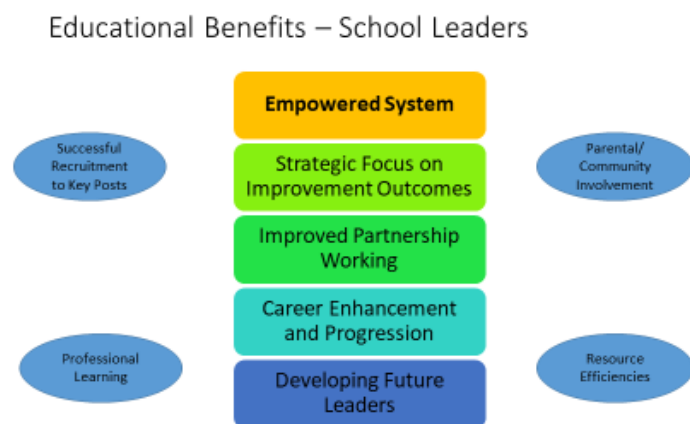 Educational Benefits – School Leaders
Empowered System
Successful
Recruitment
to Key Posts
Parental/
Community
Involvement
Strategic Focus on
Improvement Outcomes
Improved Partnership
Working
Career Enhancement
and Progression
Professional
Learning
Resource
Efficiencies
Developing Future
Leaders